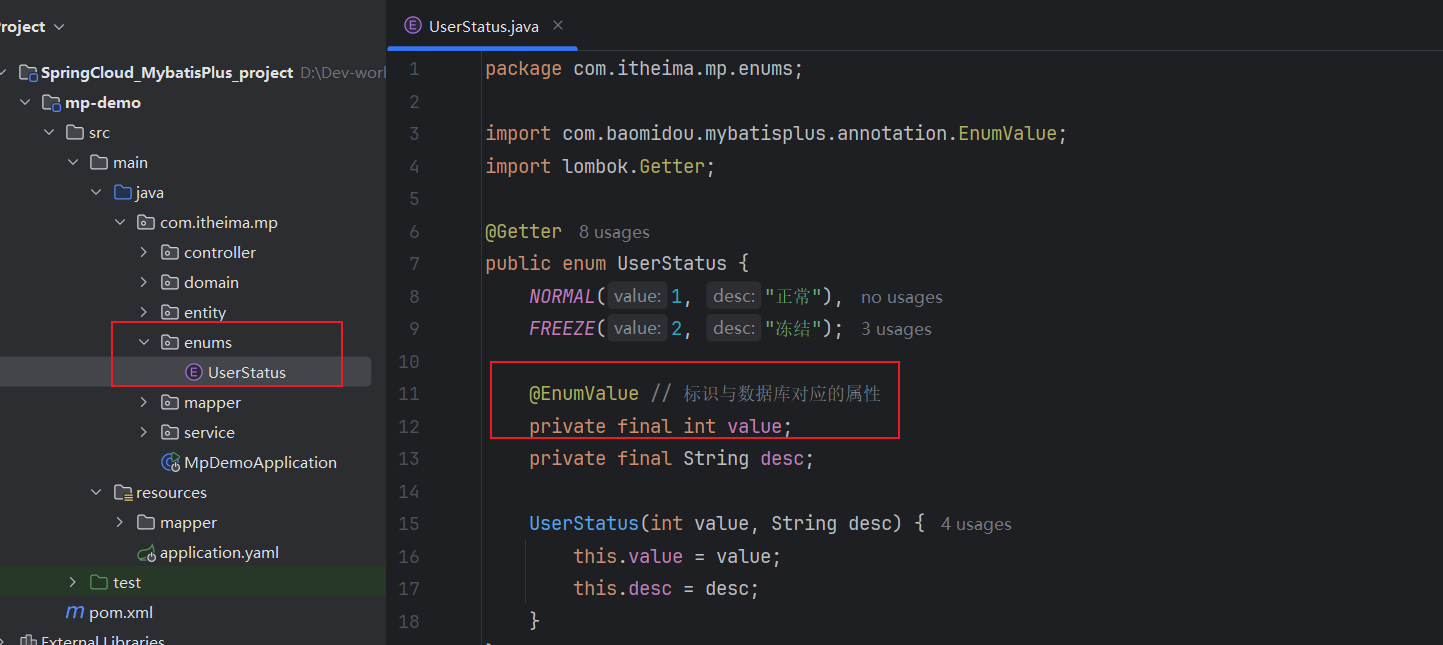 roject
SpringCloud_MybatisPlus_project D:\Dev-work
mp-demo
src
main
java
com.itheima.mp
controller
domain
entity
enums
UserStatus
mapper
service
MpDemoApplication
resources
mapper
application.yaml
test
pom.xml
External Libraries
UserStatus.java
1 package com.itheima.mp.enums;
2
3 import com.baomidou.mybatisplus.annotation.EnumValue;
4 import lombok.Getter;
5
6 @Getter 8 usages
7 public enum UserStatus {
8 NORMAL( value: 1, desc: "正常"), no usages
9 FREEZE( value: 2, desc: "冻结"); 3 usages
10
11 @EnumValue // 标识与数据库对应的属性
12 private final int value;
13 private final String desc;
14
15 UserStatus(int value, String desc) { 4 usages
16 this.value = value;
17 this.desc = desc;
18 }